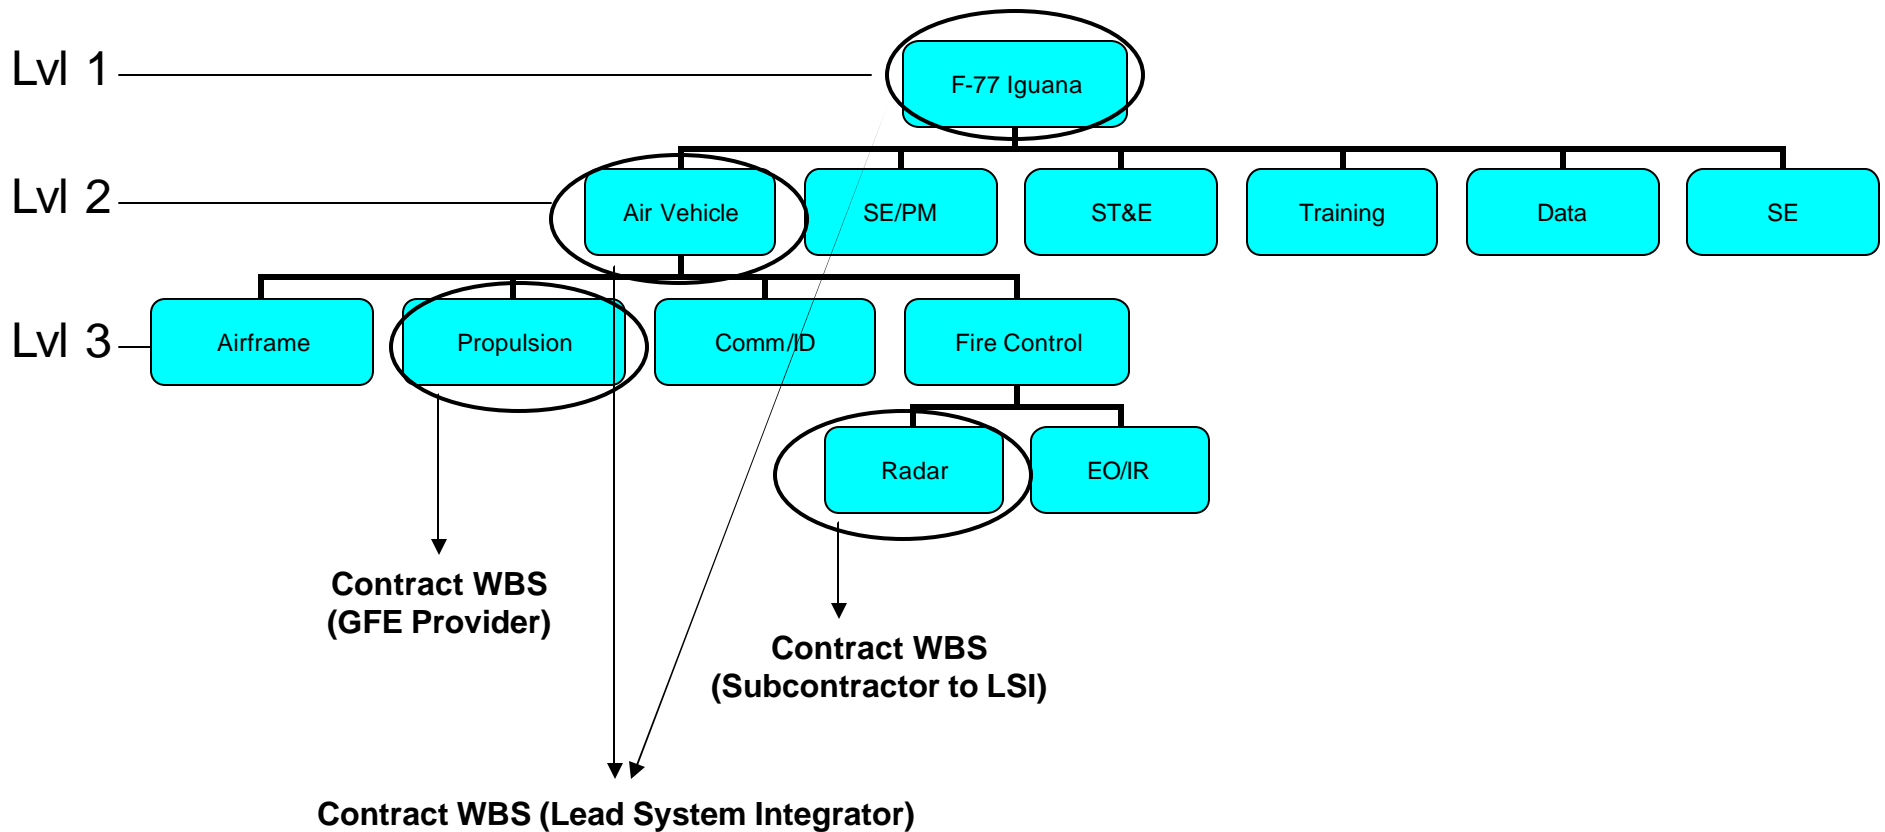 Lvl 1
F-77 Iguana
Lvl 2
Air Vehicle
SE/PM
ST&E
Training
Data
SE
Lvl 3
Airframe
Propulsion
Comm/ID
Fire Control
Radar
EO/IR
Contract WBS
(GFE Provider)
Contract WBS
(Subcontractor to LSI)
Contract WBS (Lead System Integrator)